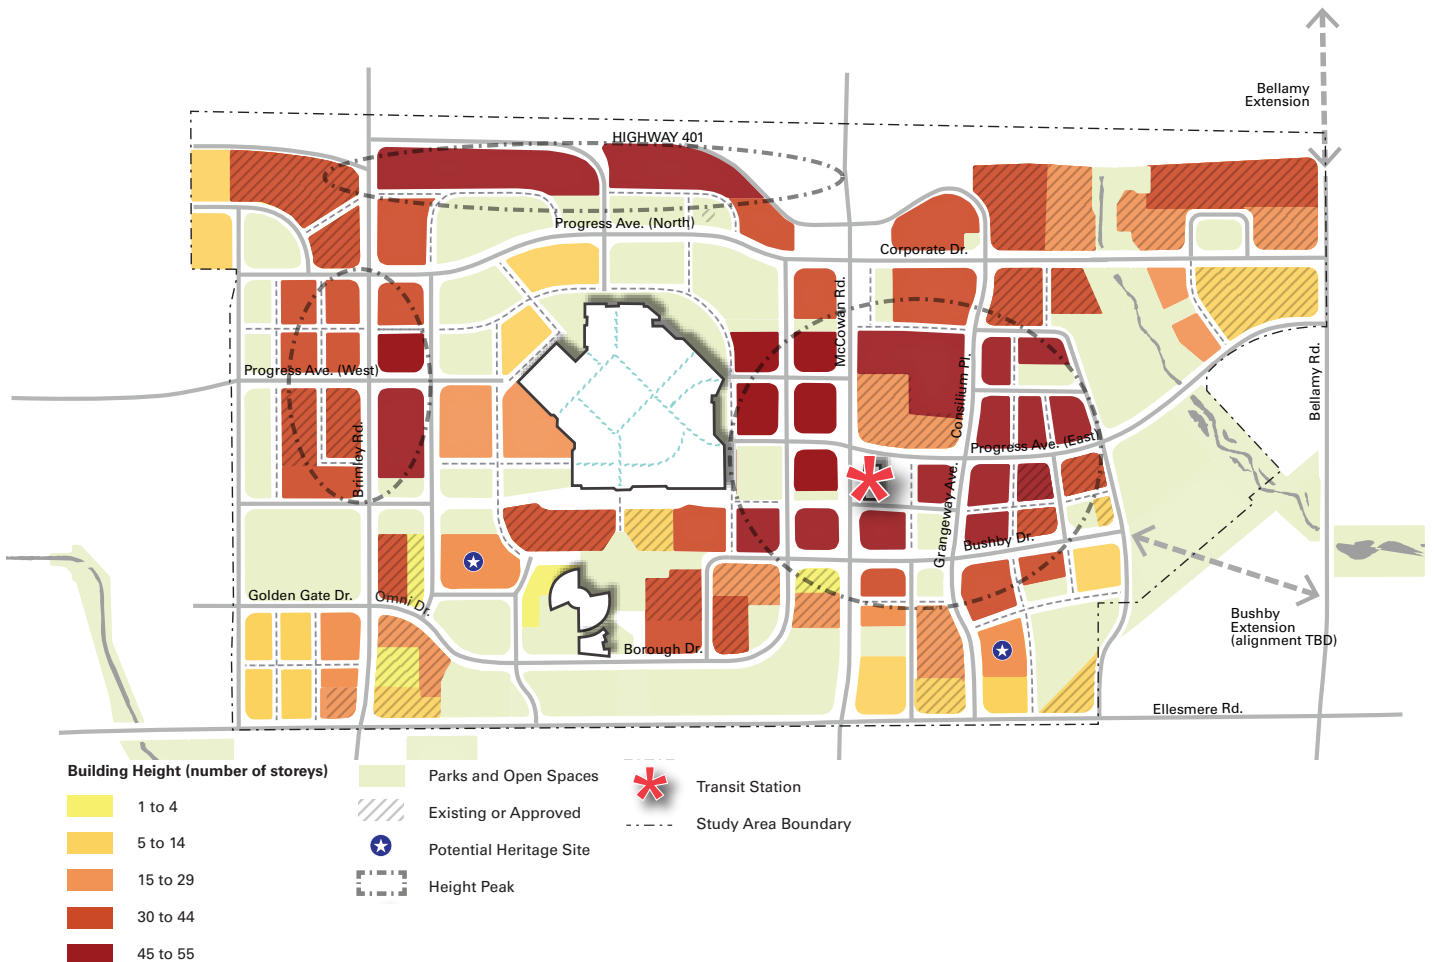 Bellamy
Extension
HIGHWAY 401
Progress Ave. (North)
Corporate Dr.
McCowan Rd.
Progress Ave. (West)
Consilium Pl.
Bellamy Rd.
Brimley Rd.
Progress Ave. (East)
Grangeway Ave.
Bushby Dr.
Golden Gate Dr.
Omni Dr.
Bushby
Extension
(alignment TBD)
Borough Dr.
Ellesmere Rd.
Building Height (number of storeys)
1 to 4
5 to 14
15 to 29
30 to 44
45 to 55
Parks and Open Spaces
Existing or Approved
Potential Heritage Site
Height Peak
Transit Station
Study Area Boundary